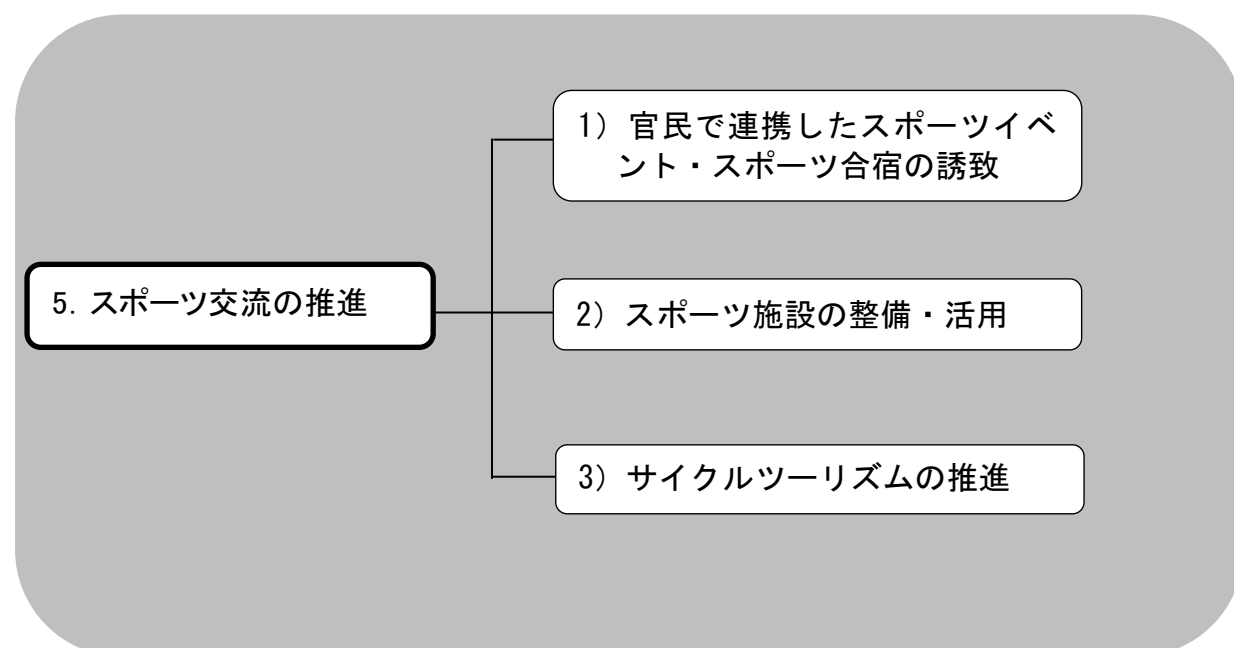 1) 官民で連携したスポーツイベ
ント・スポーツ合宿の誘致
5. スポーツ交流の推進
2) スポーツ施設の整備・活用
3) サイクルツーリズムの推進